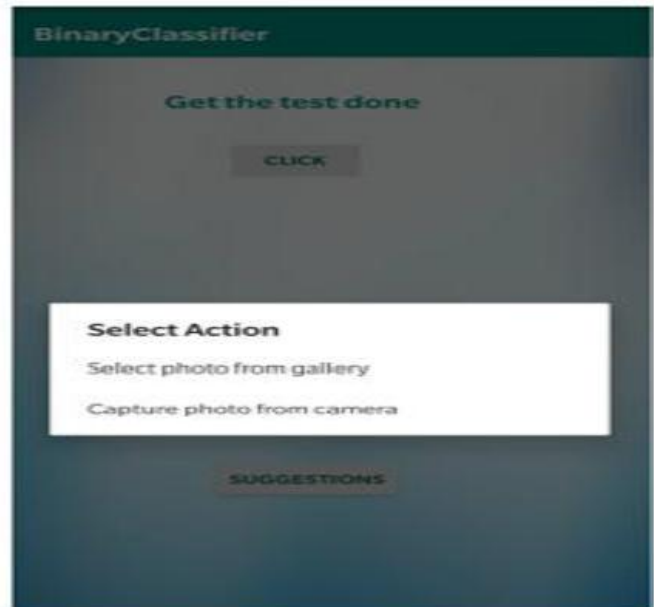 BinaryClassifier
Get the test done
CLICK
Select Action
Select photo from gallery
Capture photo from camera
SUGGESTIONS